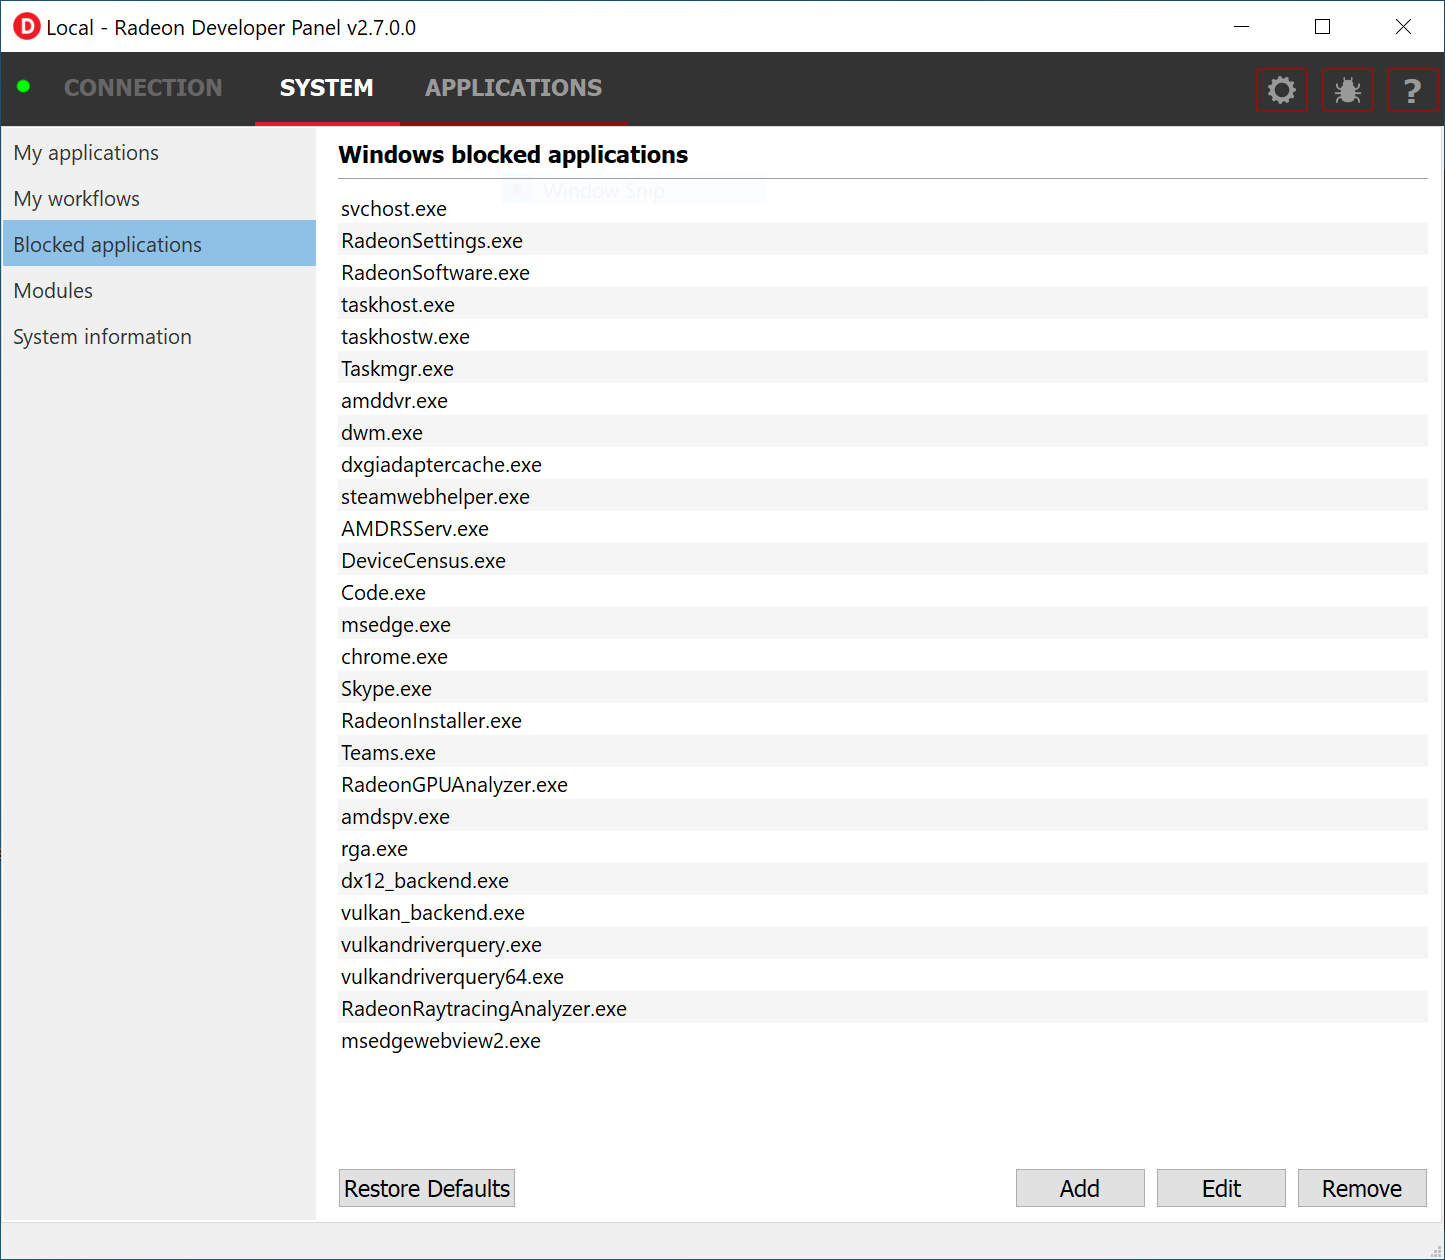 D Local - Radeon Developer Panel v2.7.0.0
CONNECTION SYSTEM APPLICATIONS ?
My applications
My workflows
Blocked applications
Modules
System information
Windows blocked applications
Window Snip
svchost.exe
RadeonSettings.exe
RadeonSoftware.exe
taskhost.exe
taskhostw.exe
Taskmgr.exe
amddvr.exe
dwm.exe
dxgiadaptercache.exe
steamwebhelper.exe
AMDRSServ.exe
DeviceCensus.exe
Code.exe
msedge.exe
chrome.exe
Skype.exe
RadeonInstaller.exe
Teams.exe
RadeonGPUAnalyzer.exe
amdspv.exe
rga.exe
dx12_backend.exe
vulkan_backend.exe
vulkandriverquery.exe
vulkandriverquery64.exe
RadeonRaytracingAnalyzer.exe
msedgewebview2.exe
Restore Defaults Add Edit Remove